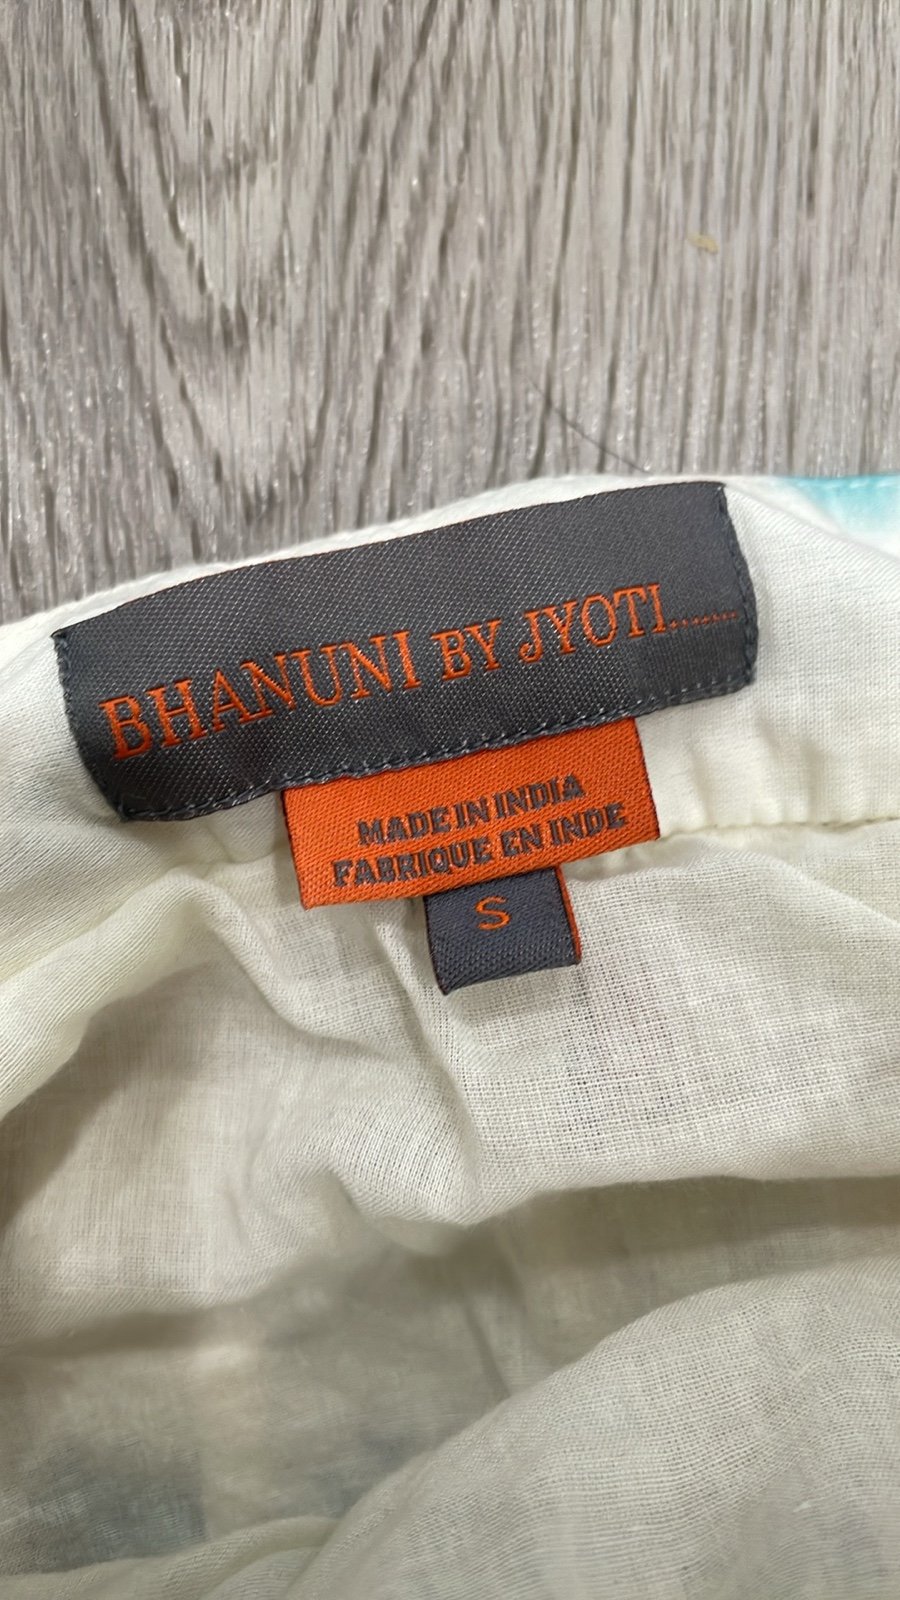 BHANUNI BY JYOTI.......
MADE IN INDIA
FABRIQUE EN INDE
S